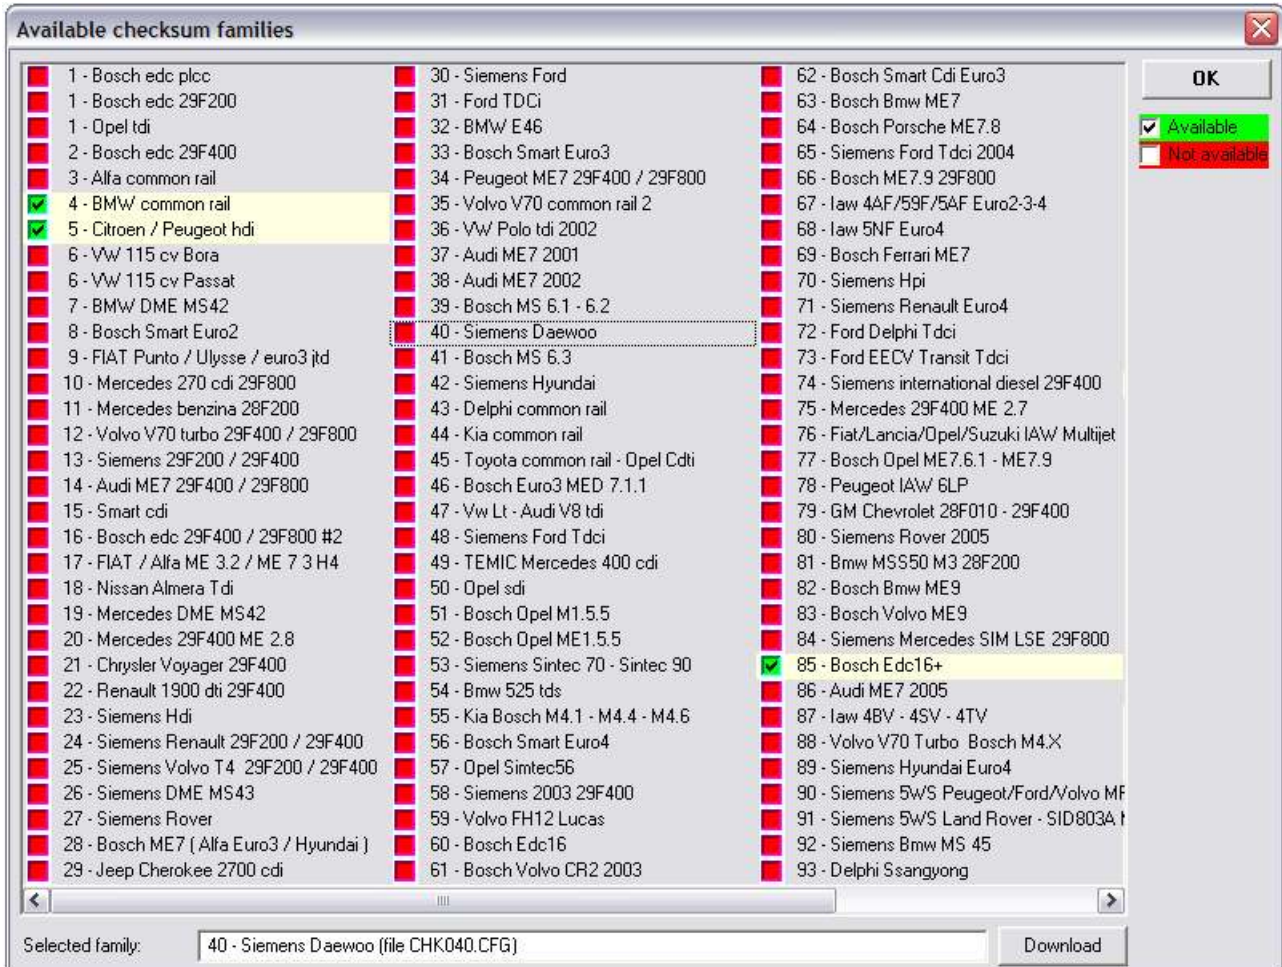 Available checksum families
1 - Bosch edc plcc
1 - Bosch edc 29F200
1 - Opel tdi
2 - Bosch edc 29F400
3 - Alfa common rail
4 - BMW common rail
5 - Citroen / Peugeot hdi
6 - VW 115 cv Bora
6 - VW 115 cv Passat
7 - BMW DME MS42
8 - Bosch Smart Euro2
9 - FIAT Punto / Ulysse / euro3 jtd
10 - Mercedes 270 cdi 29F800
11 - Mercedes benzina 28F200
12 - Volvo V70 turbo 29F400 / 29F800
13 - Siemens 29F200 / 29F400
14 - Audi ME7 29F400 / 29F800
15 - Smart cdi
16 - Bosch edc 29F400 / 29F800 #2
17 - FIAT / Alfa ME 3.2 / ME 7 3 H4
18 - Nissan Almera Tdi
19 - Mercedes DME MS42
20 - Mercedes 29F400 ME 2.8
21 - Chrysler Voyager 29F400
22 - Renault 1900 dti 29F400
23 - Siemens Hdi
24 - Siemens Renault 29F200 / 29F400
25 - Siemens Volvo T4 29F200 / 29F400
26 - Siemens DME MS43
27 - Siemens Rover
28 - Bosch ME7 ( Alfa Euro3 / Hyundai )
29 - Jeep Cherokee 2700 cdi
30 - Siemens Ford
31 - Ford TDCi
32 - BMW E46
33 - Bosch Smart Euro3
34 - Peugeot ME7 29F400 / 29F800
35 - Volvo V70 common rail 2
36 - VW Polo tdi 2002
37 - Audi ME7 2001
38 - Audi ME7 2002
39 - Bosch MS 6.1 - 6.2
40 - Siemens Daewoo
41 - Bosch MS 6.3
42 - Siemens Hyundai
43 - Delphi common rail
44 - Kia common rail
45 - Toyota common rail - Opel Cdti
46 - Bosch Euro3 MED 7.1.1
47 - Vw Lt - Audi V8 tdi
48 - Siemens Ford Tdci
49 - TEMIC Mercedes 400 cdi
50 - Opel sdi
51 - Bosch Opel M1.5.5
52 - Bosch Opel ME1.5.5
53 - Siemens Sintec 70 - Sintec 90
54 - Bmw 525 tds
55 - Kia Bosch M4.1 - M4.4 - M4.6
56 - Bosch Smart Euro4
57 - Opel Simtec56
58 - Siemens 2003 29F400
59 - Volvo FH12 Lucas
60 - Bosch Edc16
61 - Bosch Volvo CR2 2003
62 - Bosch Smart Cdi Euro3
63 - Bosch Bmw ME7
64 - Bosch Porsche ME7.8
65 - Siemens Ford Tdci 2004
66 - Bosch ME7.9 29F800
67 - Iaw 4AF/59F/5AF Euro2-3-4
68 - Iaw 5NF Euro4
69 - Bosch Ferrari ME7
70 - Siemens Hpi
71 - Siemens Renault Euro4
72 - Ford Delphi Tdci
73 - Ford EECV Transit Tdci
74 - Siemens international diesel 29F400
75 - Mercedes 29F400 ME 2.7
76 - Fiat/Lancia/Opel/Suzuki IAW Multijet
77 - Bosch Opel ME7.6.1 - ME7.9
78 - Peugeot IAW 6LP
79 - GM Chevrolet 28F010 - 29F400
80 - Siemens Rover 2005
81 - Bmw MSS50 M3 28F200
82 - Bosch Bmw ME9
83 - Bosch Volvo ME9
84 - Siemens Mercedes SIM LSE 29F800
85 - Bosch Edc16+
86 - Audi ME7 2005
87 - Iaw 4BV - 4SV - 4TV
88 - Volvo V70 Turbo Bosch M4.X
89 - Siemens Hyundai Euro4
90 - Siemens 5WS Peugeot/Ford/Volvo
91 - Siemens 5WS Land Rover - SID803A
92 - Siemens Bmw MS 45
93 - Delphi Ssangyong
OK
Available
Not available
Selected family:
40 - Siemens Daewoo (file CHK040.CFG)
Download